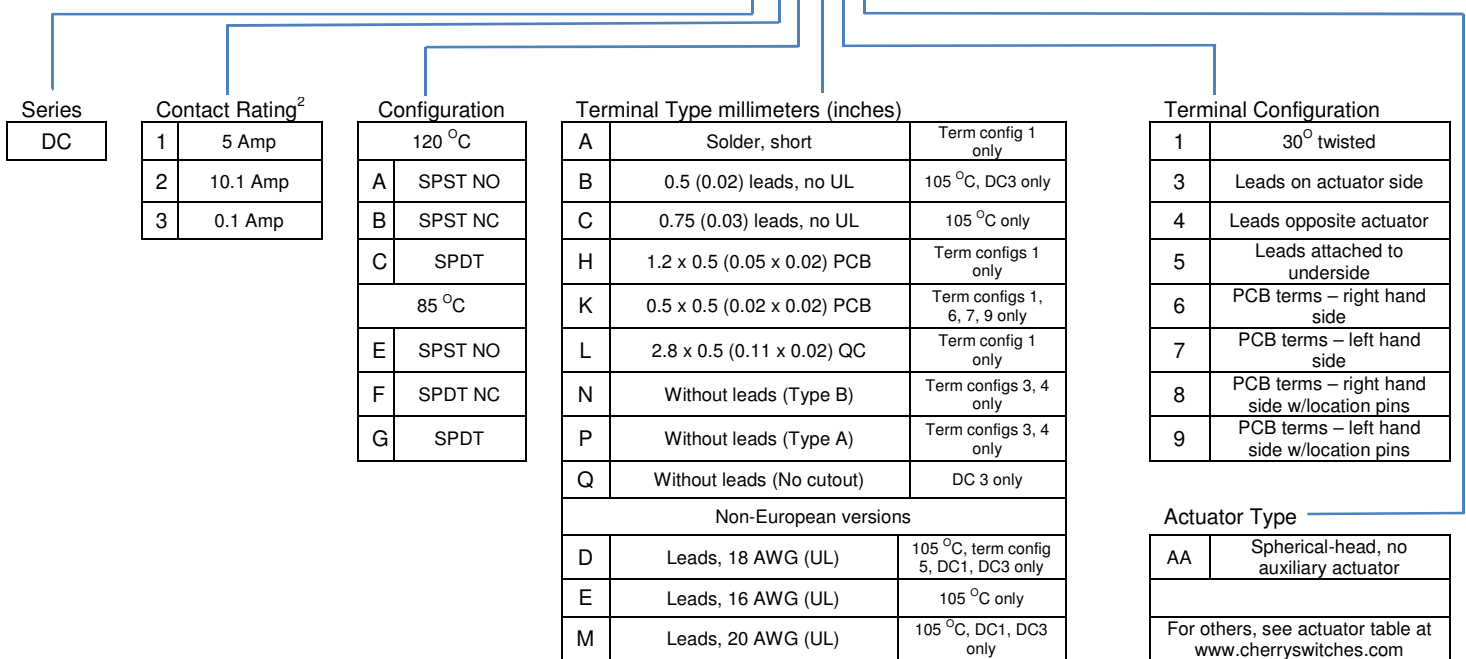 Series
DC
Contact Rating2
1 5 Amp
2 10.1 Amp
3 0.1 Amp
Configuration
120 OC
A SPST NO
B SPST NC
C SPDT
85 OC
E SPST NO
F SPDT NC
G SPDT
Terminal Type millimeters (inches)
A Solder, short Term config 1
only
B 0.5 (0.02) leads, no UL 105 OC, DC3 only
C 0.75 (0.03) leads, no UL 105 OC only
H 1.2 x 0.5 (0.05 x 0.02) PCB Term configs 1
only
K 0.5 x 0.5 (0.02 x 0.02) PCB Term configs 1,
6, 7, 9 only
L 2.8 x 0.5 (0.11 x 0.02) QC Term config 1
only
N Without leads (Type B) Term configs 3, 4
only
P Without leads (Type A) Term configs 3, 4
only
Q Without leads (No cutout) DC 3 only
Non-European versions
D Leads, 18 AWG (UL) 105 OC, term config
5, DC1, DC3 only
E Leads, 16 AWG (UL) 105 OC only
M Leads, 20 AWG (UL) 105 OC, DC1, DC3
only
Terminal Configuration
1 30O twisted
3 Leads on actuator side
4 Leads opposite actuator
5 Leads attached to
underside
6 PCB terms – right hand
side
7 PCB terms – left hand
side
8 PCB terms – right hand
side w/location pins
9 PCB terms – left hand
side w/location pins
Actuator Type
AA Spherical-head, no
auxiliary actuator
For others, see actuator table at
www.cherryswitches.com